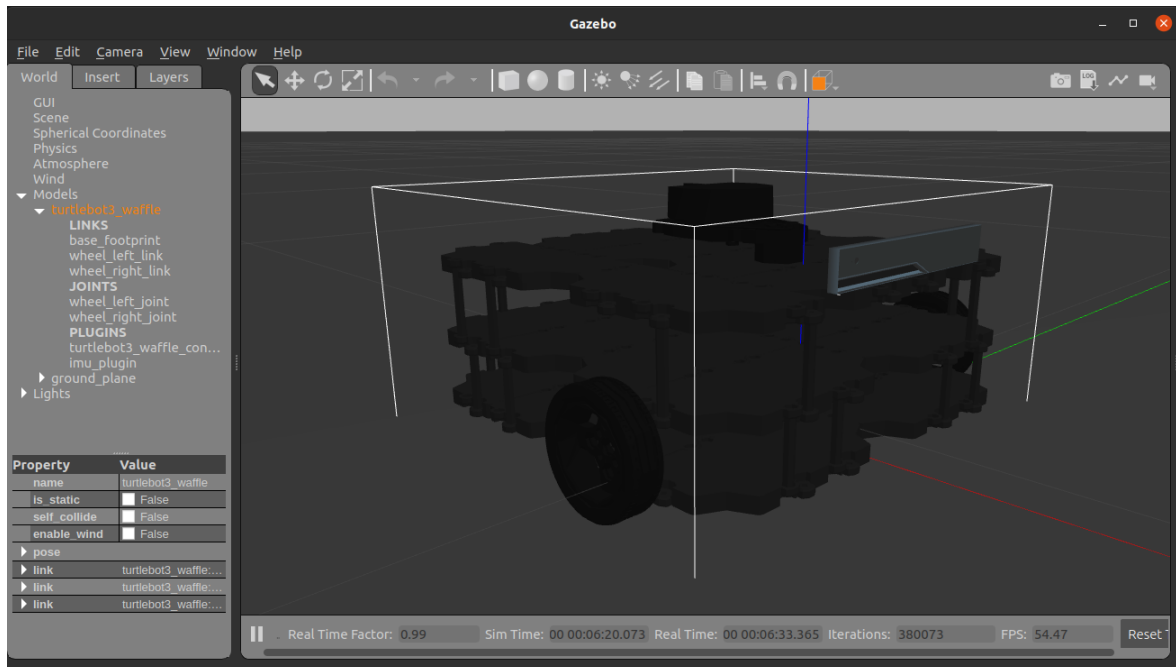 Gazebo
File Edit Camera View Window Help
World Insert Layers
GUI
Scene
Spherical Coordinates
Physics
Atmosphere
Wind
Models
turtlebot3_waffle
LINKS
base_footprint
wheel_left_link
wheel_right_link
JOINTS
wheel_left_joint
wheel_right_joint
PLUGINS
turtlebot3_waffle_con...
imu_plugin
ground_plane
Lights
Property Value
name turtlebot3_waffle
is_static False
self_collide False
enable_wind False
pose
link turtlebot3_waffle:...
link turtlebot3_waffle:...
link turtlebot3_waffle:...
LOG
Real Time Factor: 0.99 Sim Time: 00 00:06:20.073 Real Time: 00 00:06:33.365 Iterations: 380073 FPS: 54.47 Reset